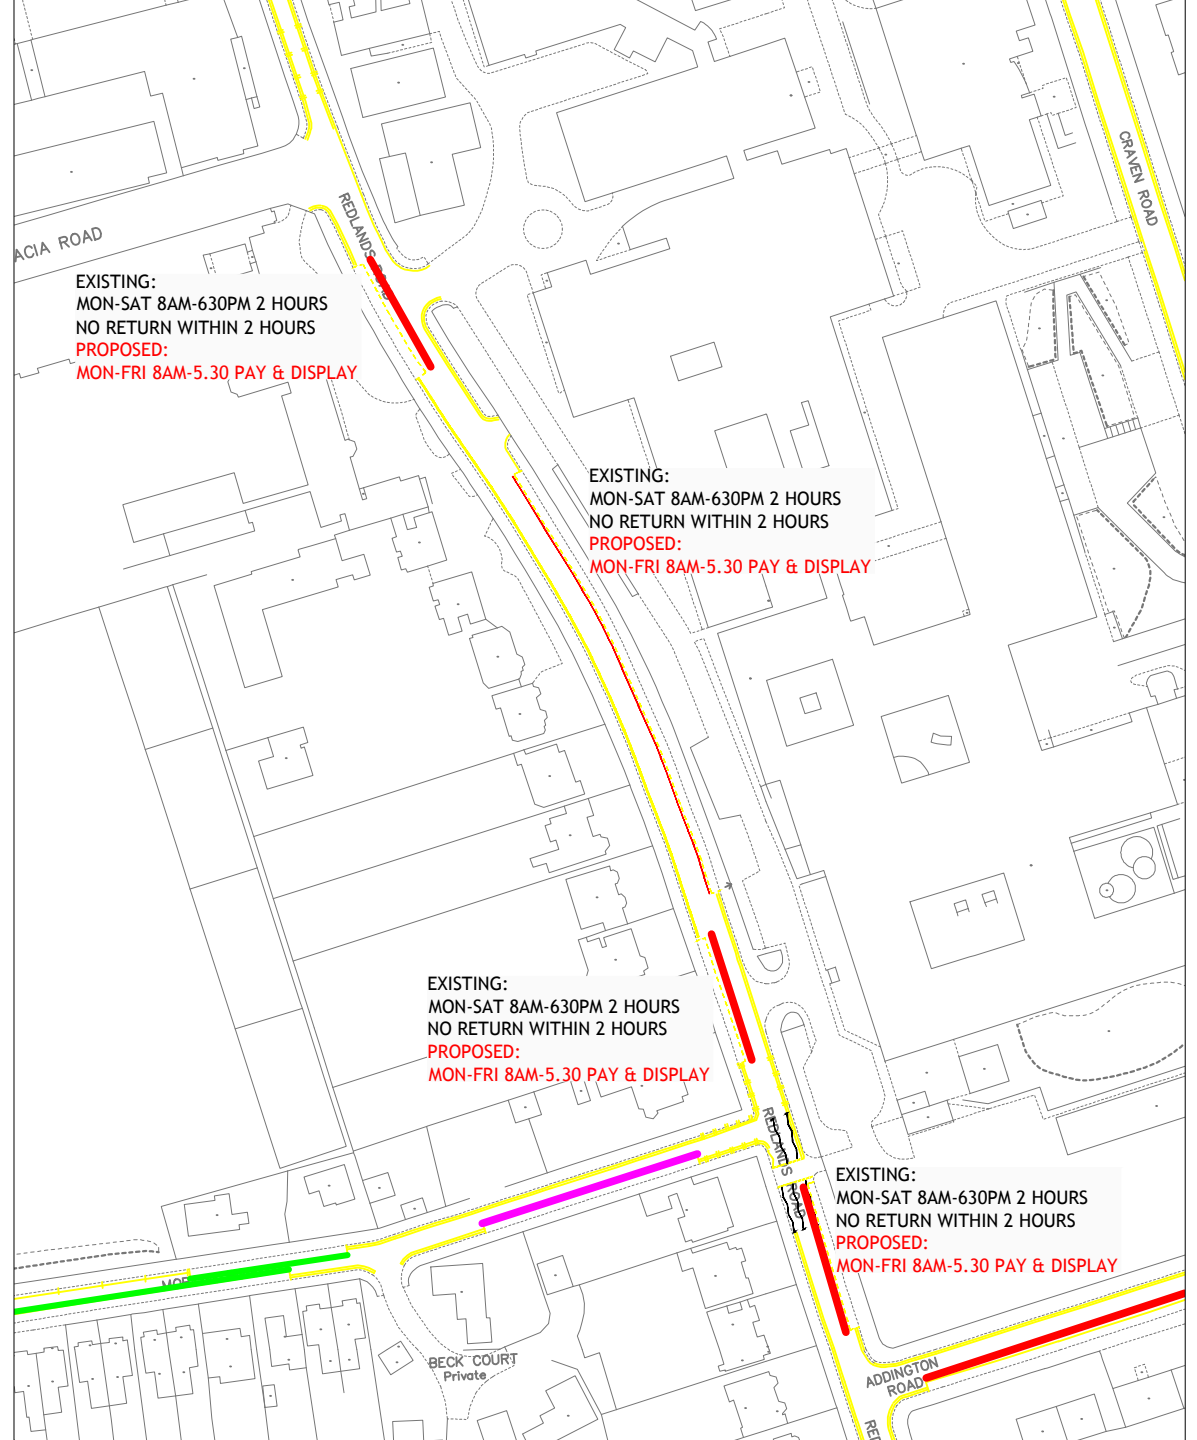 CRAVEN ROAD
REDLANDS ROAD
ACIA ROAD
EXISTING:
MON-SAT 8AM-630PM 2 HOURS
NO RETURN WITHIN 2 HOURS
PROPOSED:
MON-FRI 8AM-5.30 PAY & DISPLAY
EXISTING:
MON-SAT 8AM-630PM 2 HOURS
NO RETURN WITHIN 2 HOURS
PROPOSED:
MON-FRI 8AM-5.30 PAY & DISPLAY
EXISTING:
MON-SAT 8AM-630PM 2 HOURS
NO RETURN WITHIN 2 HOURS
PROPOSED:
MON-FRI 8AM-5.30 PAY & DISPLAY
REDLANDS ROAD
EXISTING:
MON-SAT 8AM-630PM 2 HOURS
NO RETURN WITHIN 2 HOURS
PROPOSED:
MON-FRI 8AM-5.30 PAY & DISPLAY
BECK COURT
Private
ADDINGTON
ROAD
RED